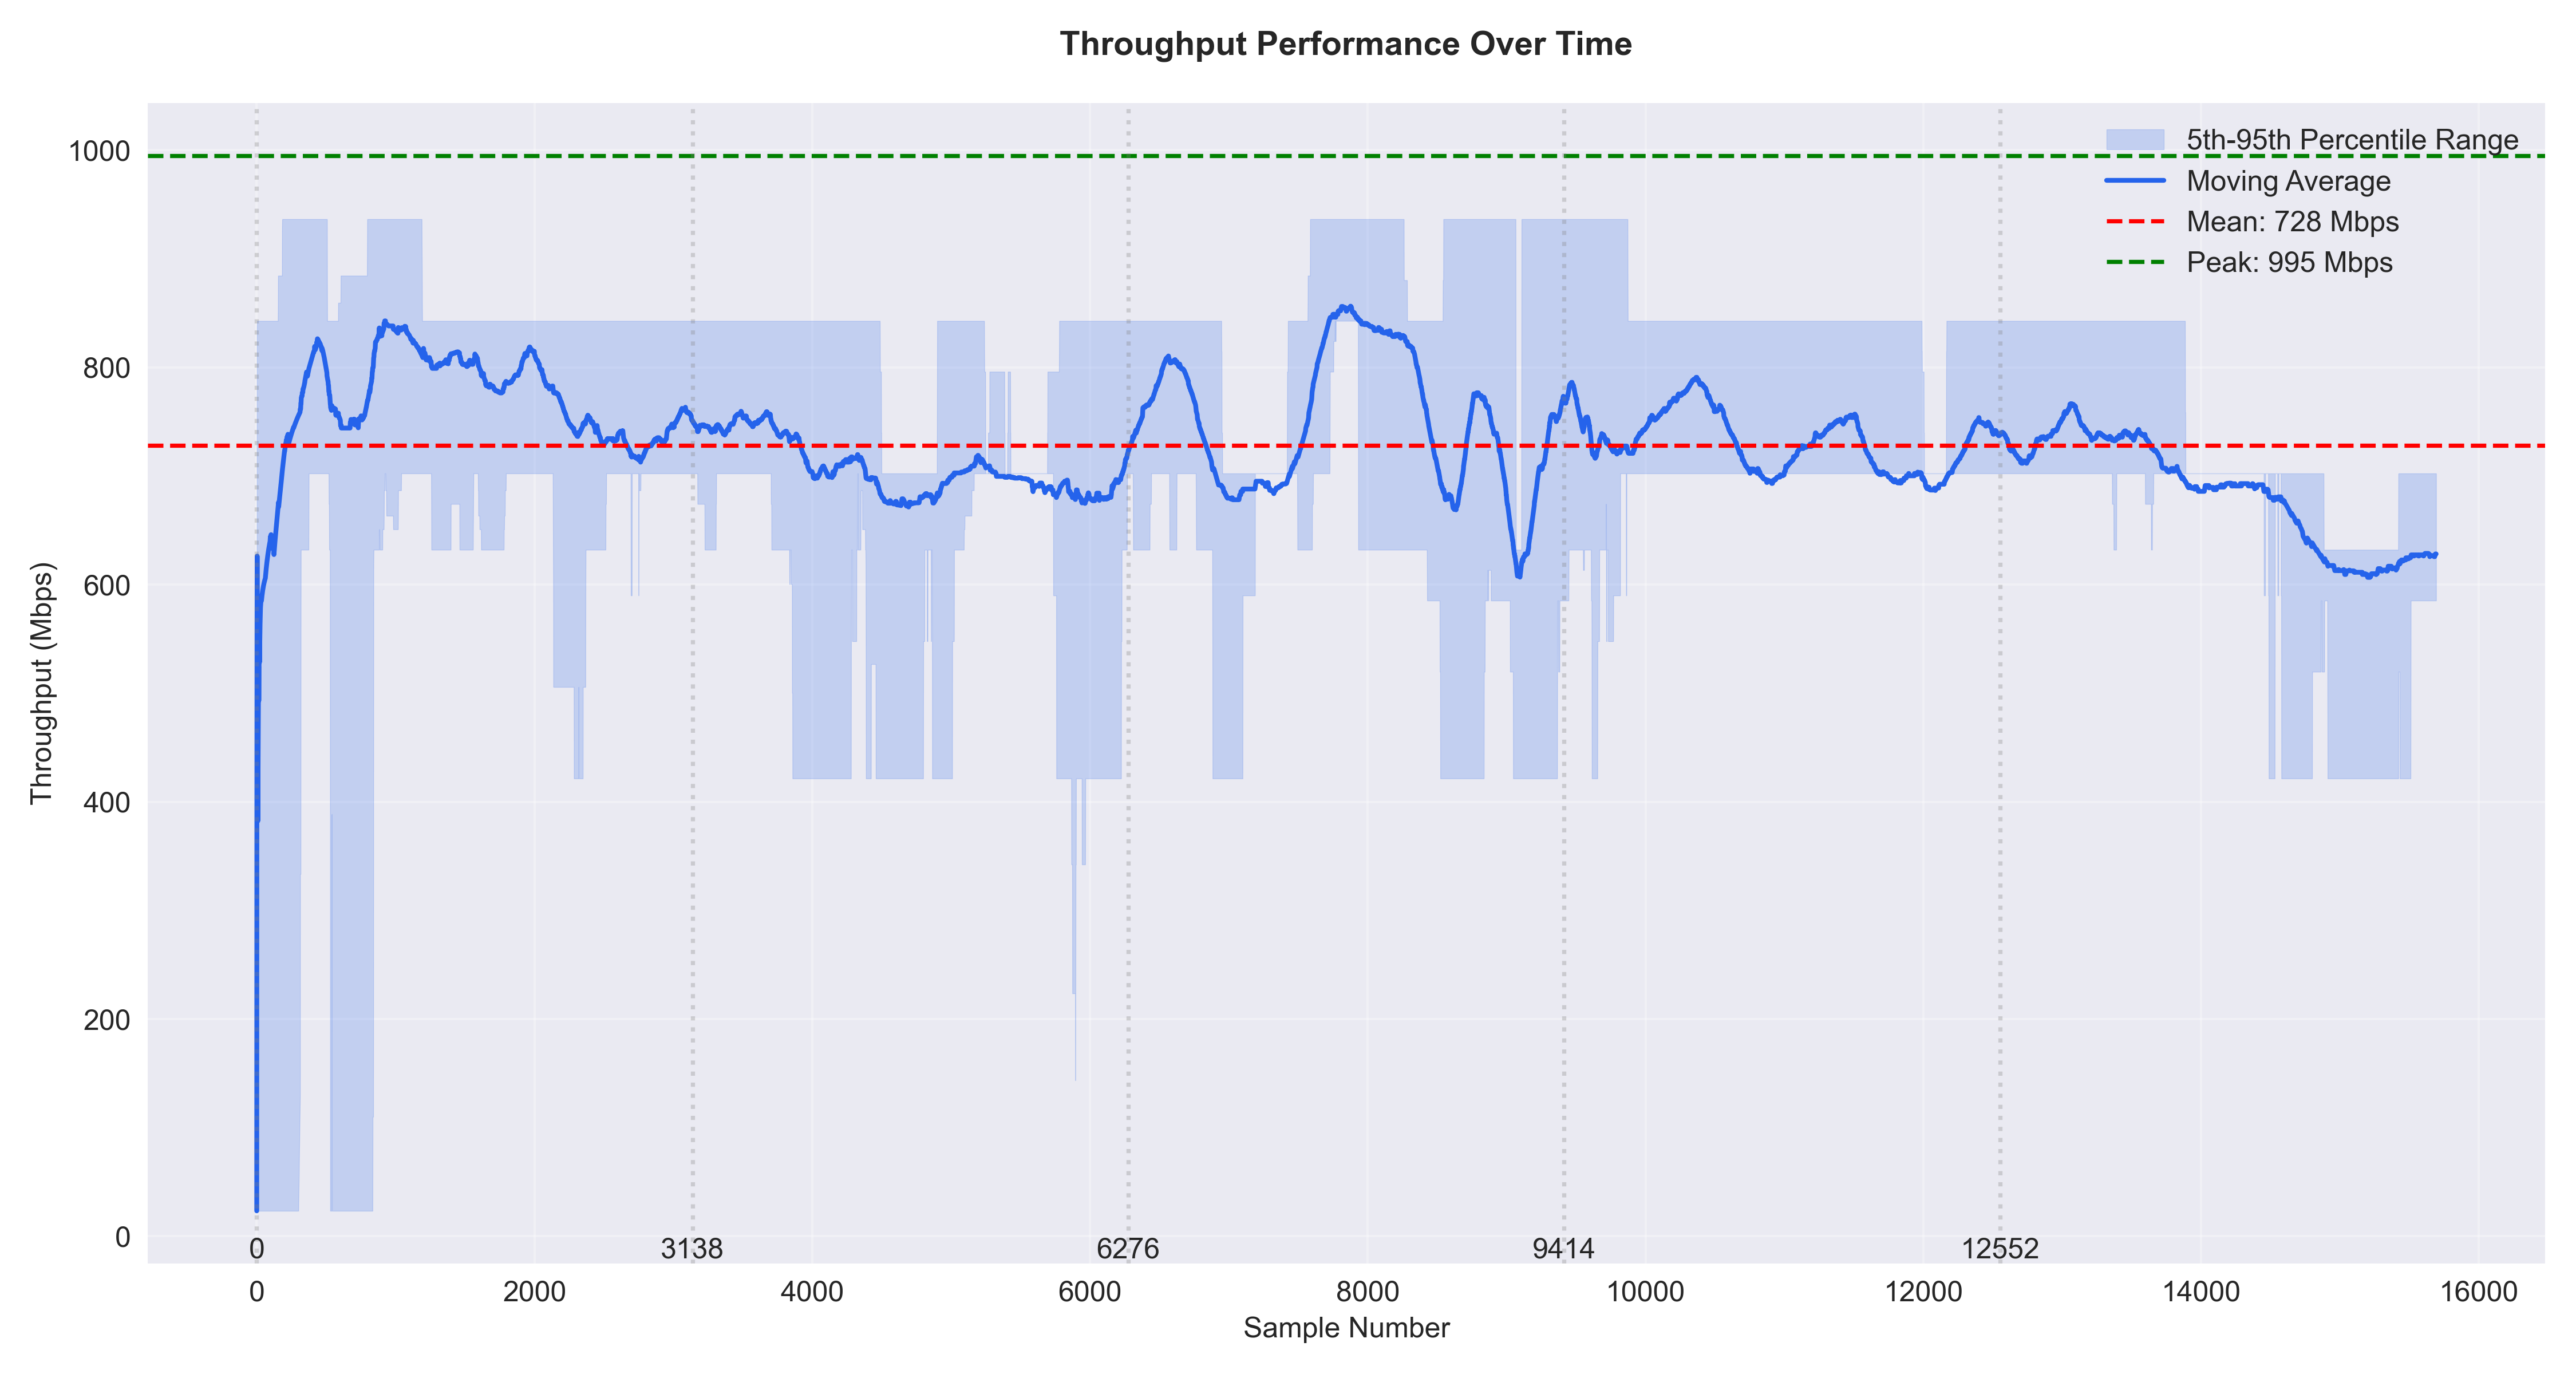 Throughput Performance Over Time
5th-95th Percentile Range
Moving Average
Mean: 728 Mbps
Peak: 995 Mbps
Throughput (Mbps)
1000
800
600
400
200
0
0 3138 6276 9414 12552
0 2000 4000 6000 8000 10000 12000 14000 16000
Sample Number